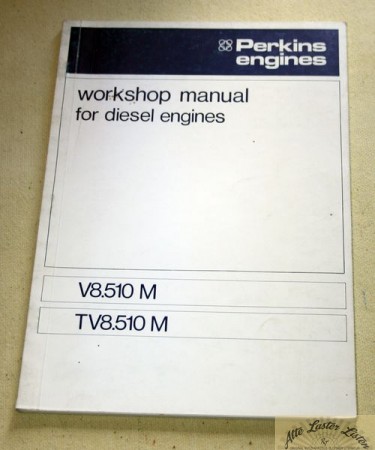 Perkins
engines
workshop manual
for diesel engines
V8.510 M
TV8.510 M
Alte Laster Listen